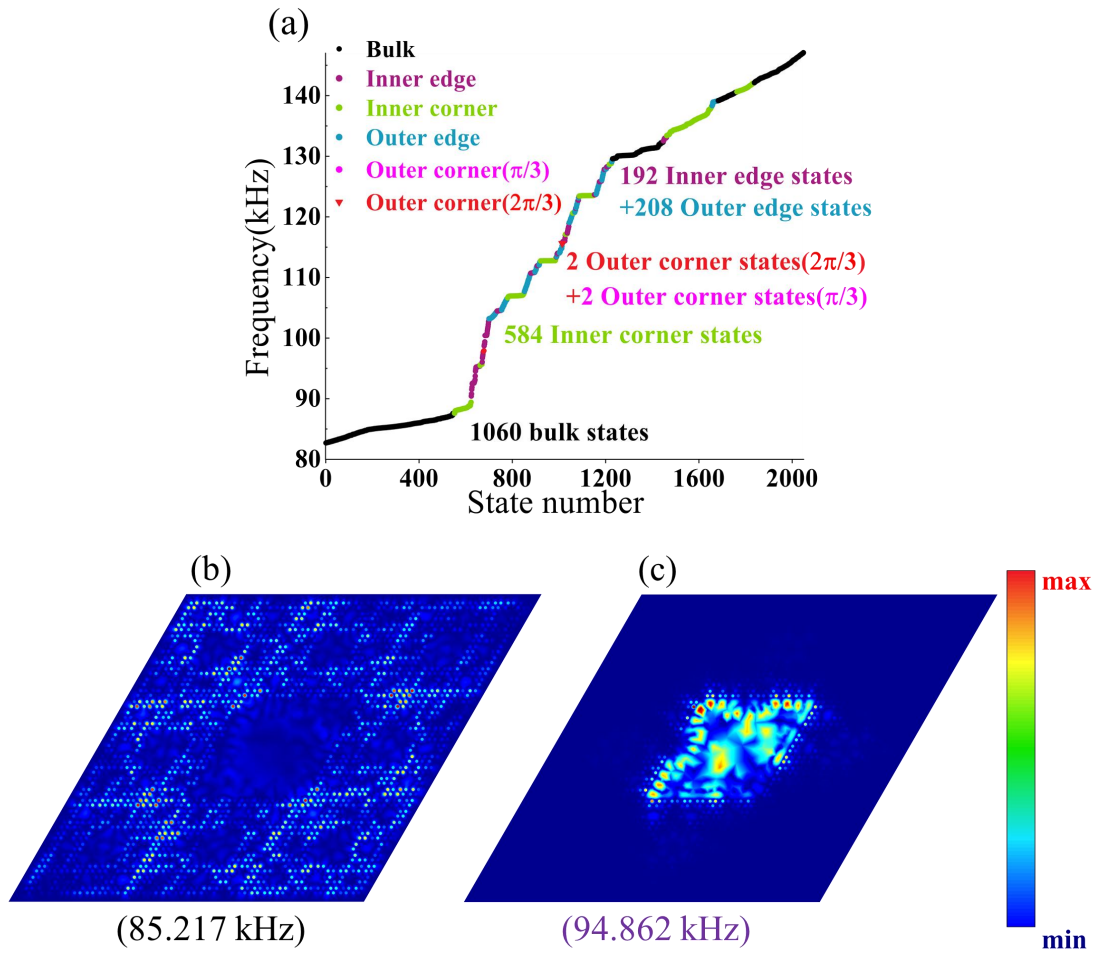 (a)
Bulk
Inner edge
Inner corner
Outer edge
Outer corner(π/3)
Outer corner(2π/3)
192 Inner edge states
+208 Outer edge states
2 Outer corner states(2π/3)
+2 Outer corner states(π/3)
584 Inner corner states
1060 bulk states
Frequency(kHz)
140
130
120
110
100
90
80
0 400 800 1200 1600 2000
State number
(b) (c)
max
min
(85.217 kHz) (94.862 kHz)